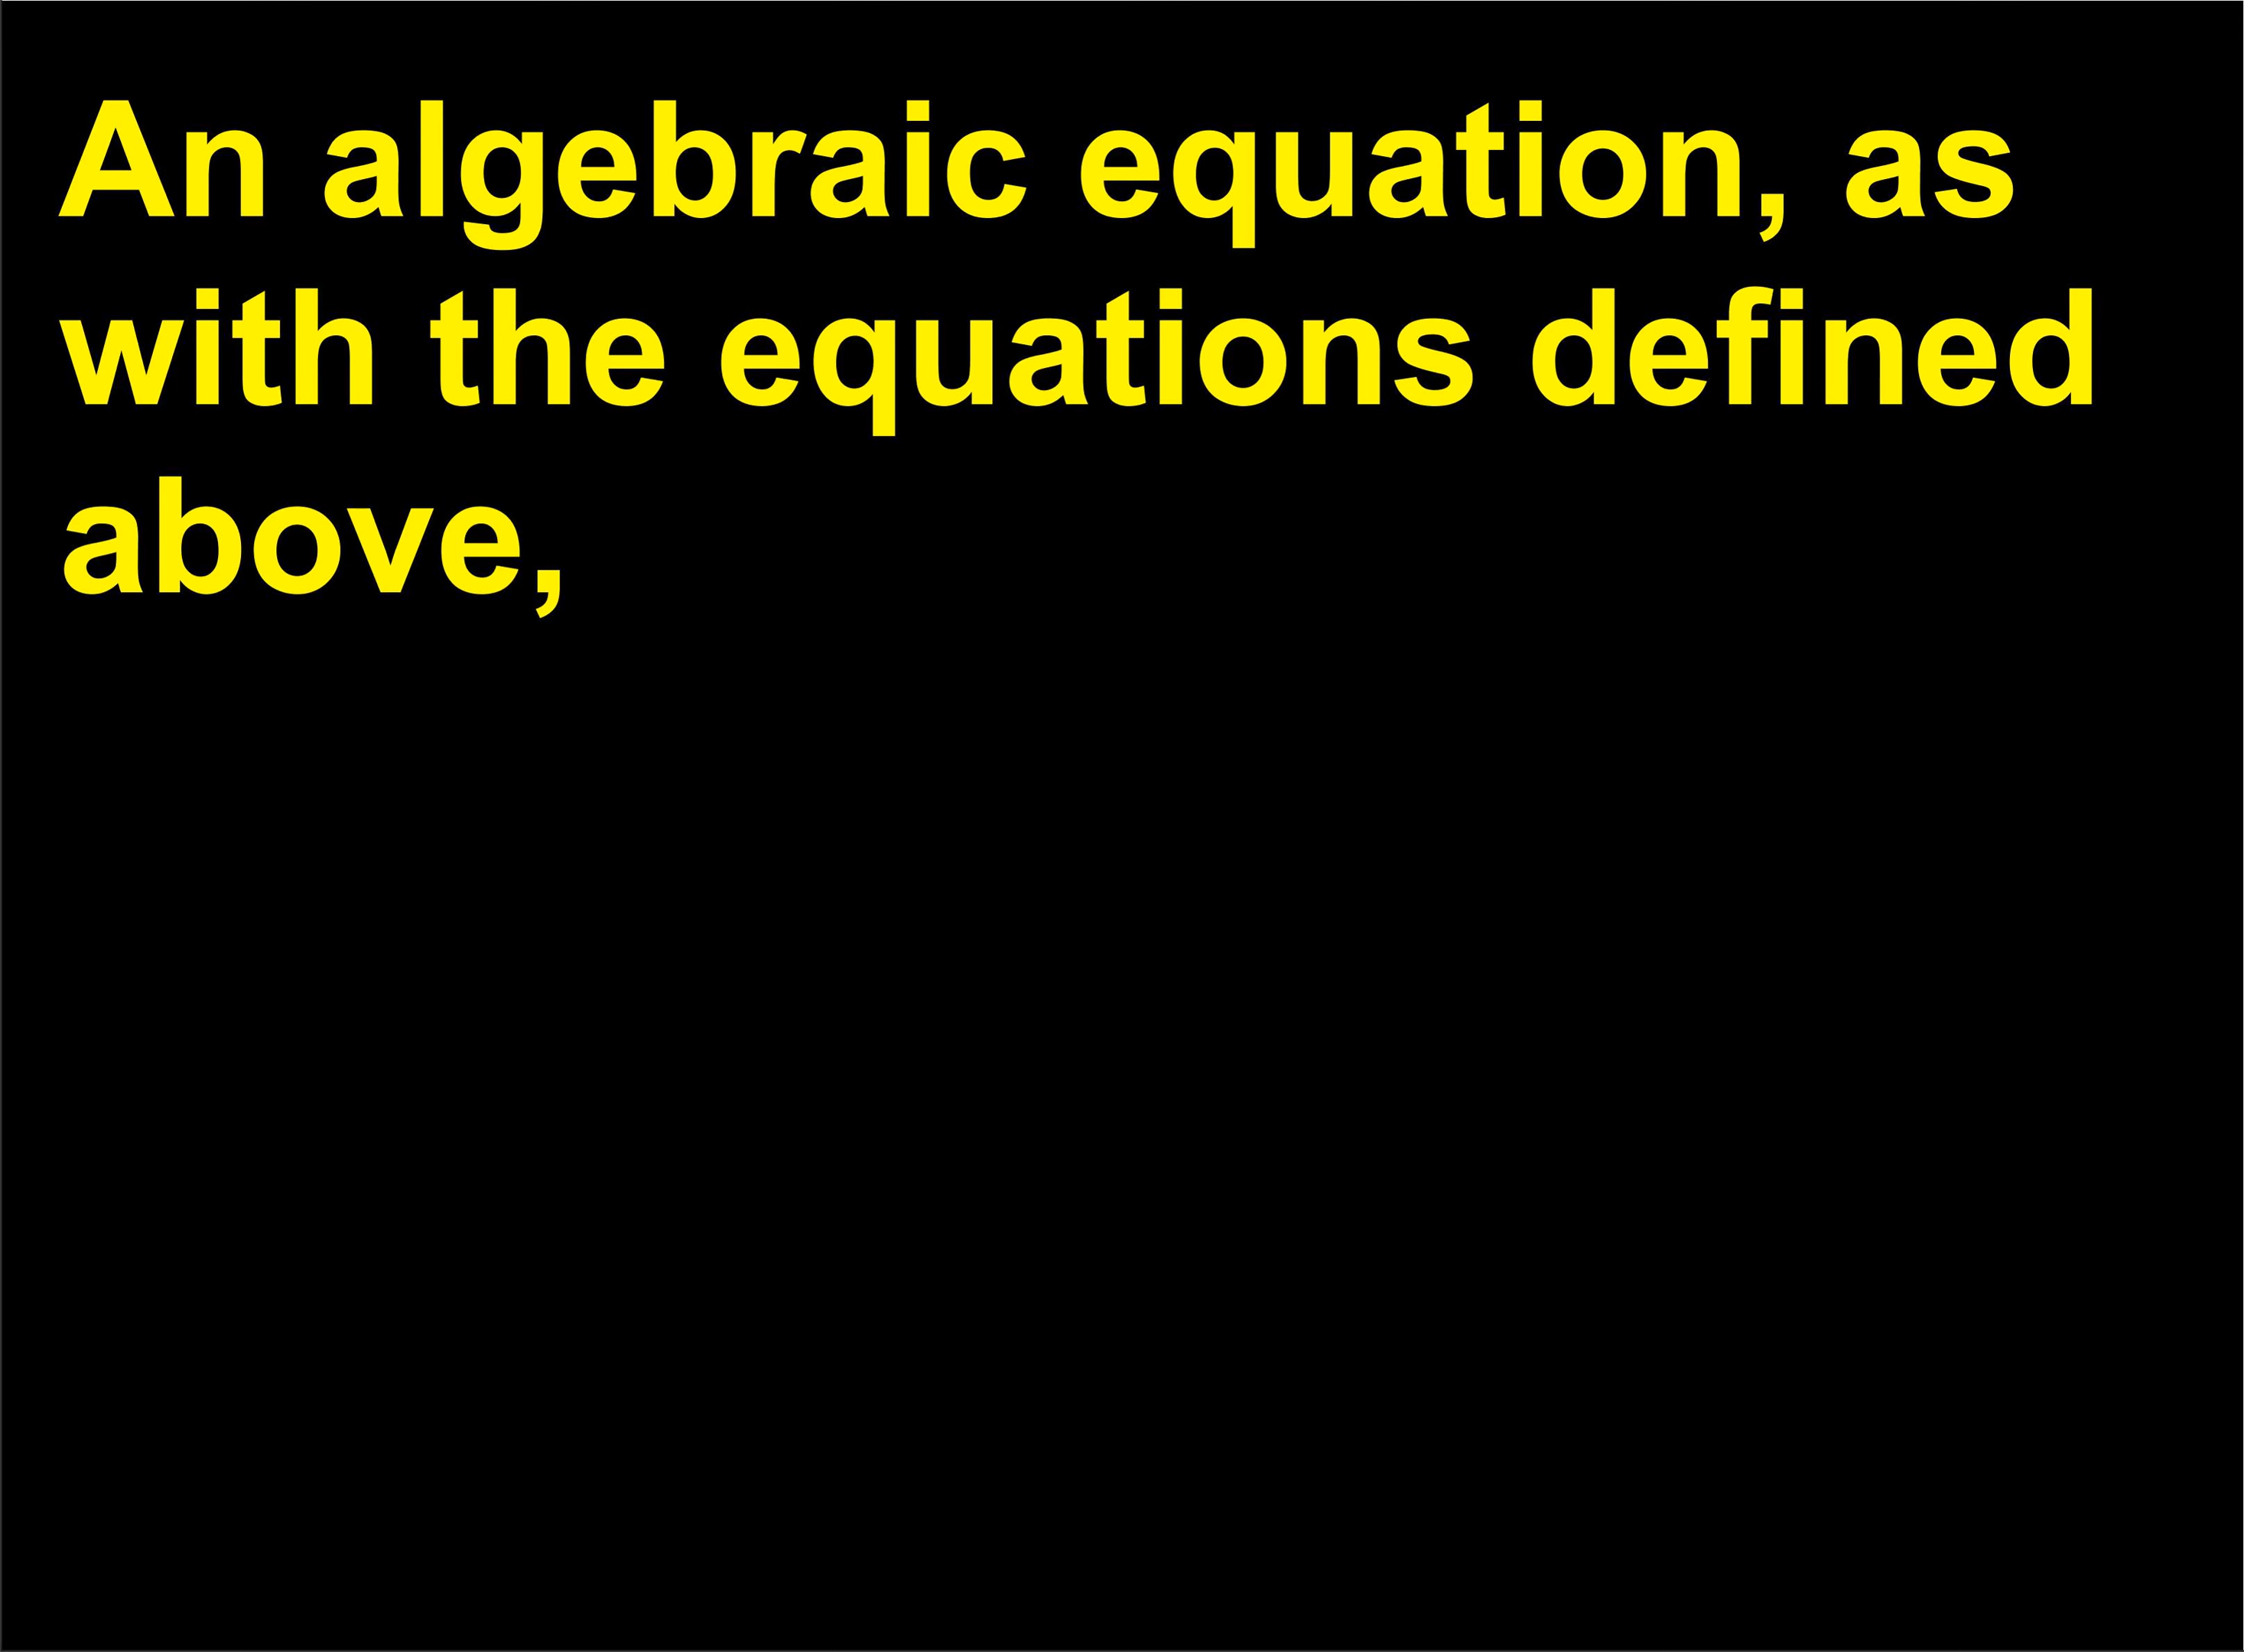 An algebraic equation, as
with the equations defined
above,